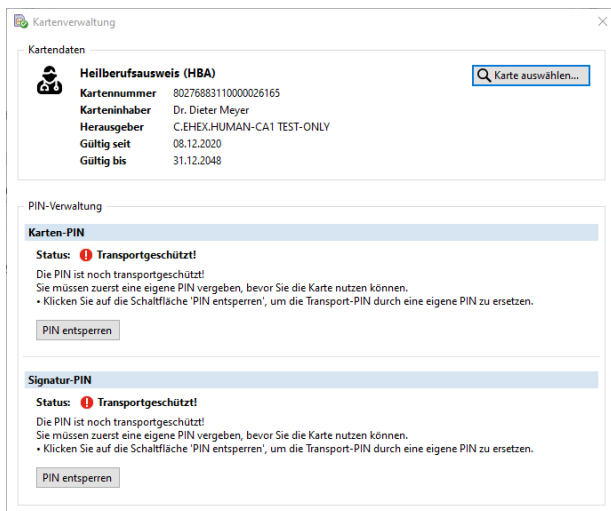 Kartenverwaltung
Kartendaten
Heilberufsausweis (HBA)
Karte auswählen...
Kartennummer 80276883110000026165
Karteninhaber Dr. Dieter Meyer
Herausgeber C.EHEX.HUMAN-CA1 TEST-ONLY
Gültig seit 08.12.2020
Gültig bis 31.12.2048
PIN-Verwaltung
Karten-PIN
Status: Transportgeschützt!
Die PIN ist noch transportgeschützt!
Sie müssen zuerst eine eigene PIN vergeben, bevor Sie die Karte nutzen können.
• Klicken Sie auf die Schaltfläche 'PIN entsperren', um die Transport-PIN durch eine eigene PIN zu ersetzen.
PIN entsperren
Signatur-PIN
Status: Transportgeschützt!
Die PIN ist noch transportgeschützt!
Sie müssen zuerst eine eigene PIN vergeben, bevor Sie die Karte nutzen können.
• Klicken Sie auf die Schaltfläche 'PIN entsperren', um die Transport-PIN durch eine eigene PIN zu ersetzen.
PIN entsperren